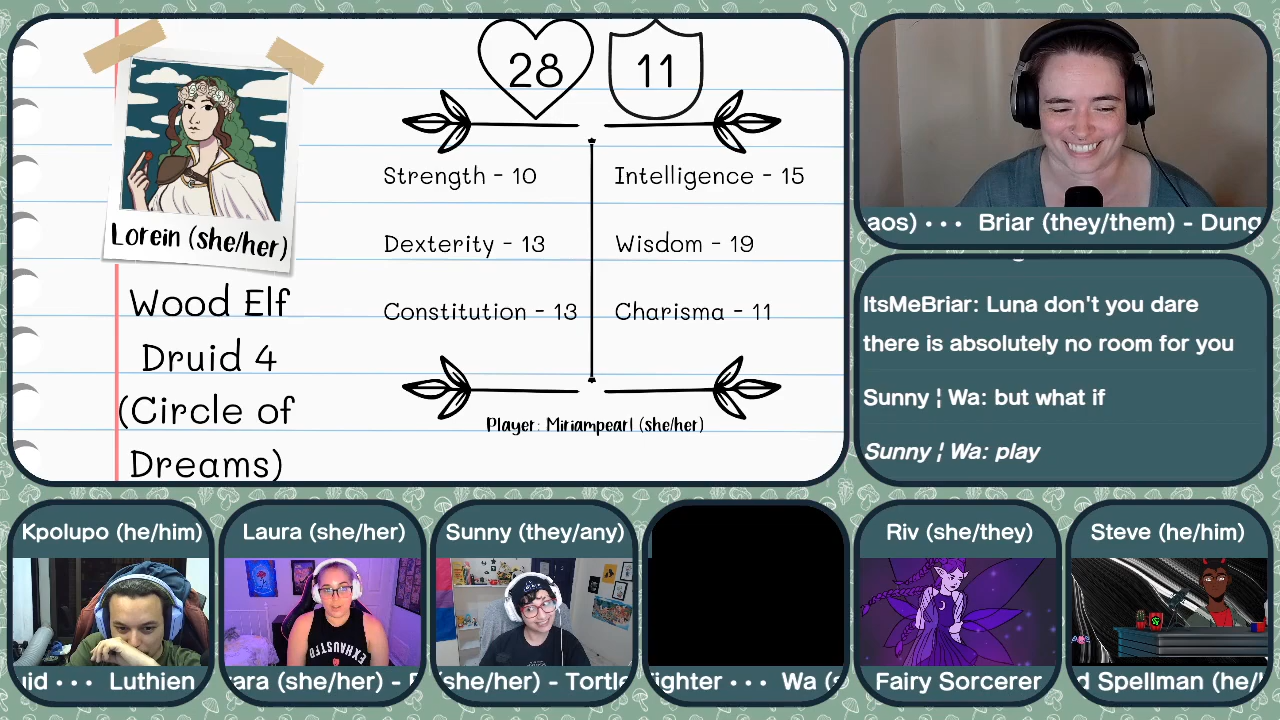 28
11
Lorein (she/her)
Wood Elf
Druid 4
(Circle of
Dreams)
Strength - 10
Dexterity - 13
Constitution - 13
Intelligence - 15
Wisdom - 19
Charisma - 11
Player: Miriampearl (she/her)
aos) • • • Briar (they/them) - Dung
ItsMeBriar: Luna don't you dare
there is absolutely no room for you
Sunny ¦ Wa: but what if
Sunny ¦ Wa: play
Kpolupo (he/him)
uid • • • Luthien
Laura (she/her)
EXHAUSTED
ara (she/her) - F
Sunny (they/any)
(she/her) - Tortle
ighter • • • Wa (s
Riv (she/they)
Fairy Sorcerer
Steve (he/him)
d Spellman (he/